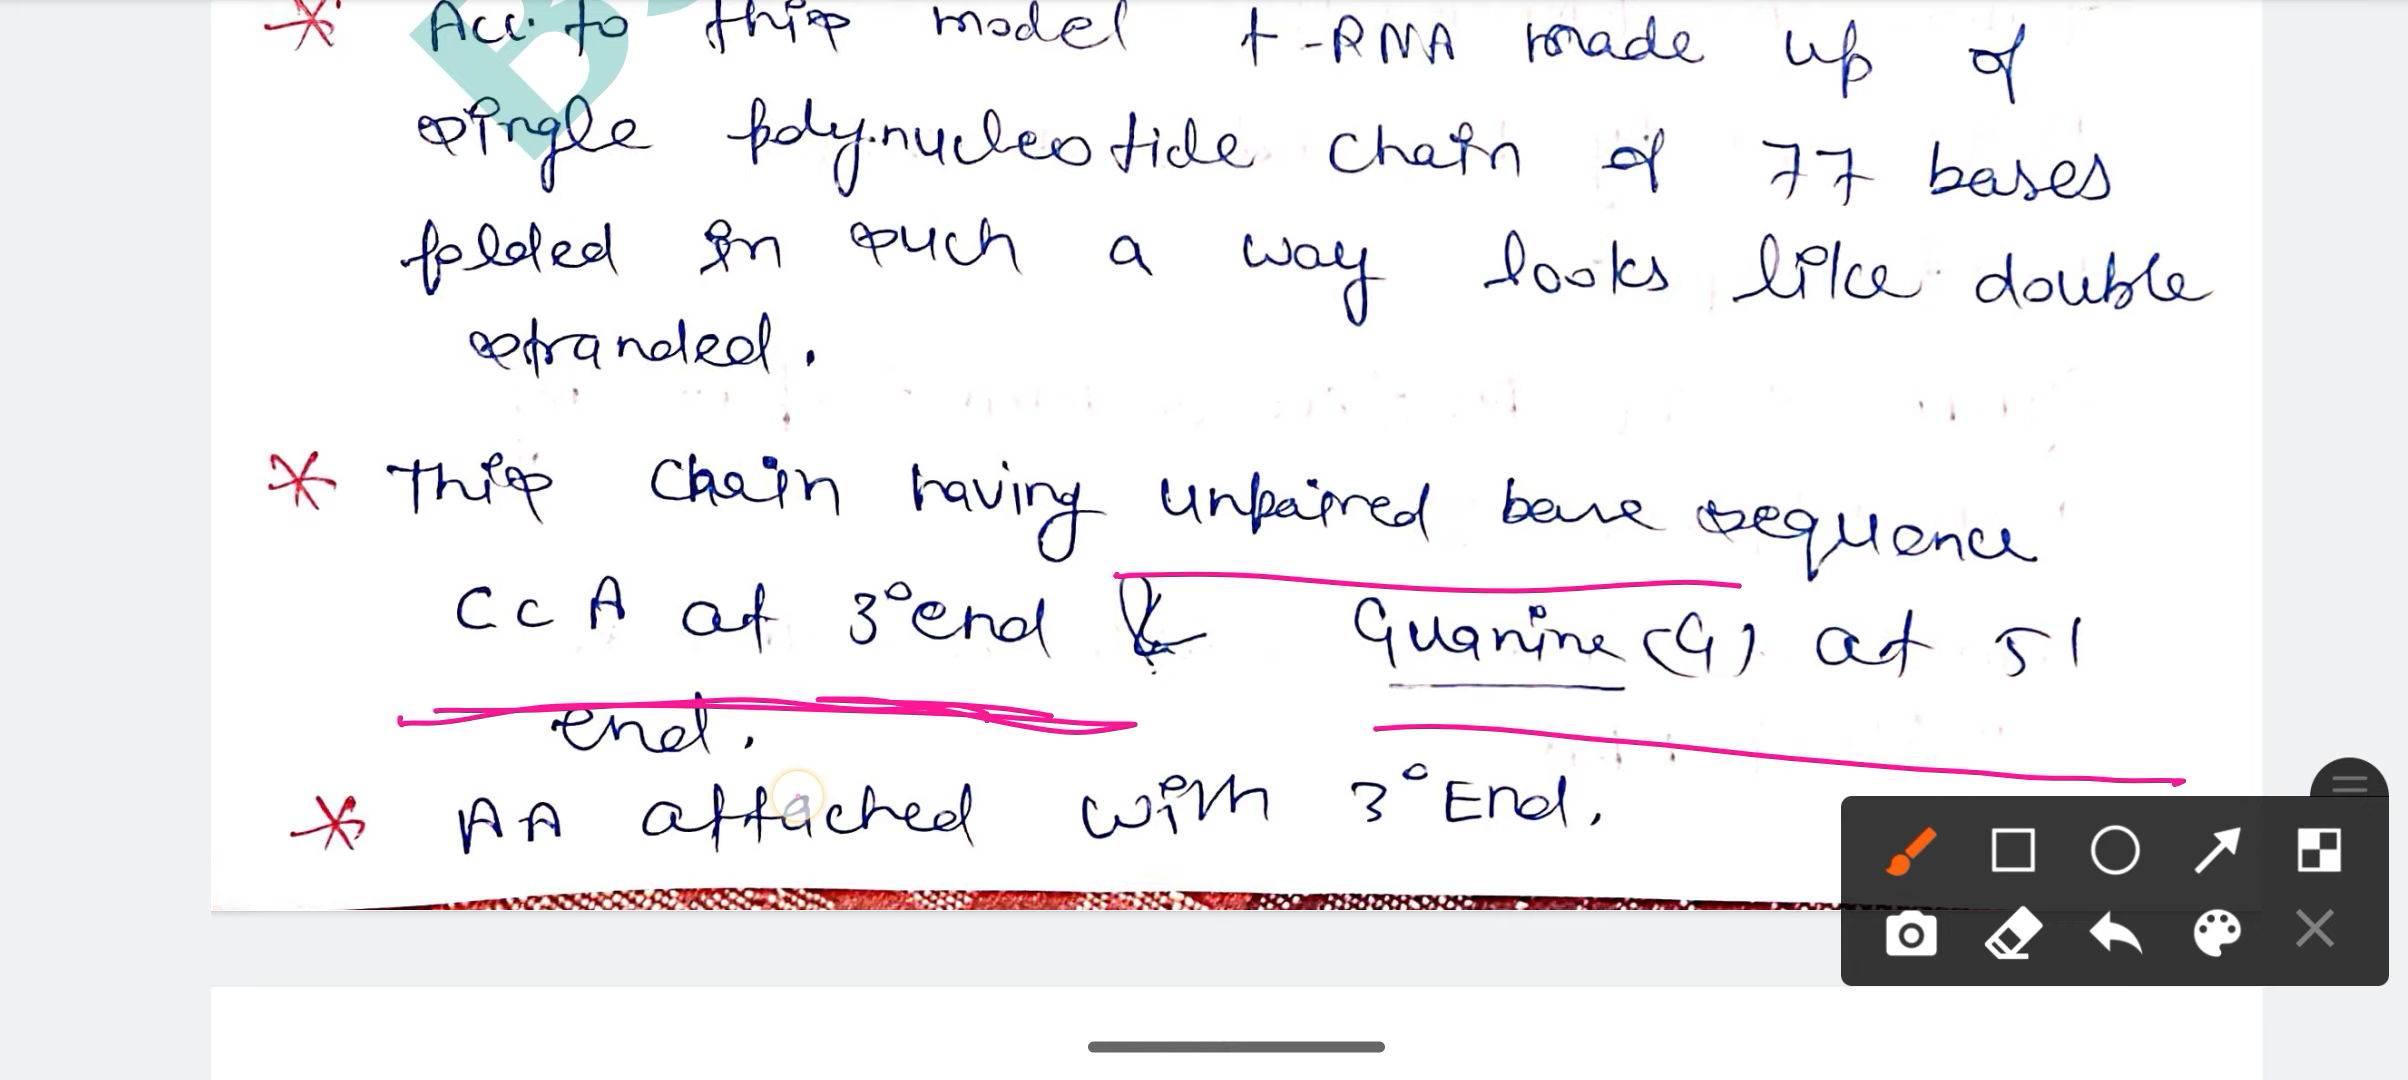 * Acc. to this model t-RNA made up of
single polynucleotide chain of 77 bases
folded in such a way looks like double
stranded.
* This chain having unpaired base sequence
CCA at 3° end & Guanine (G) at 5'
end.
* AA attached with 3° End.